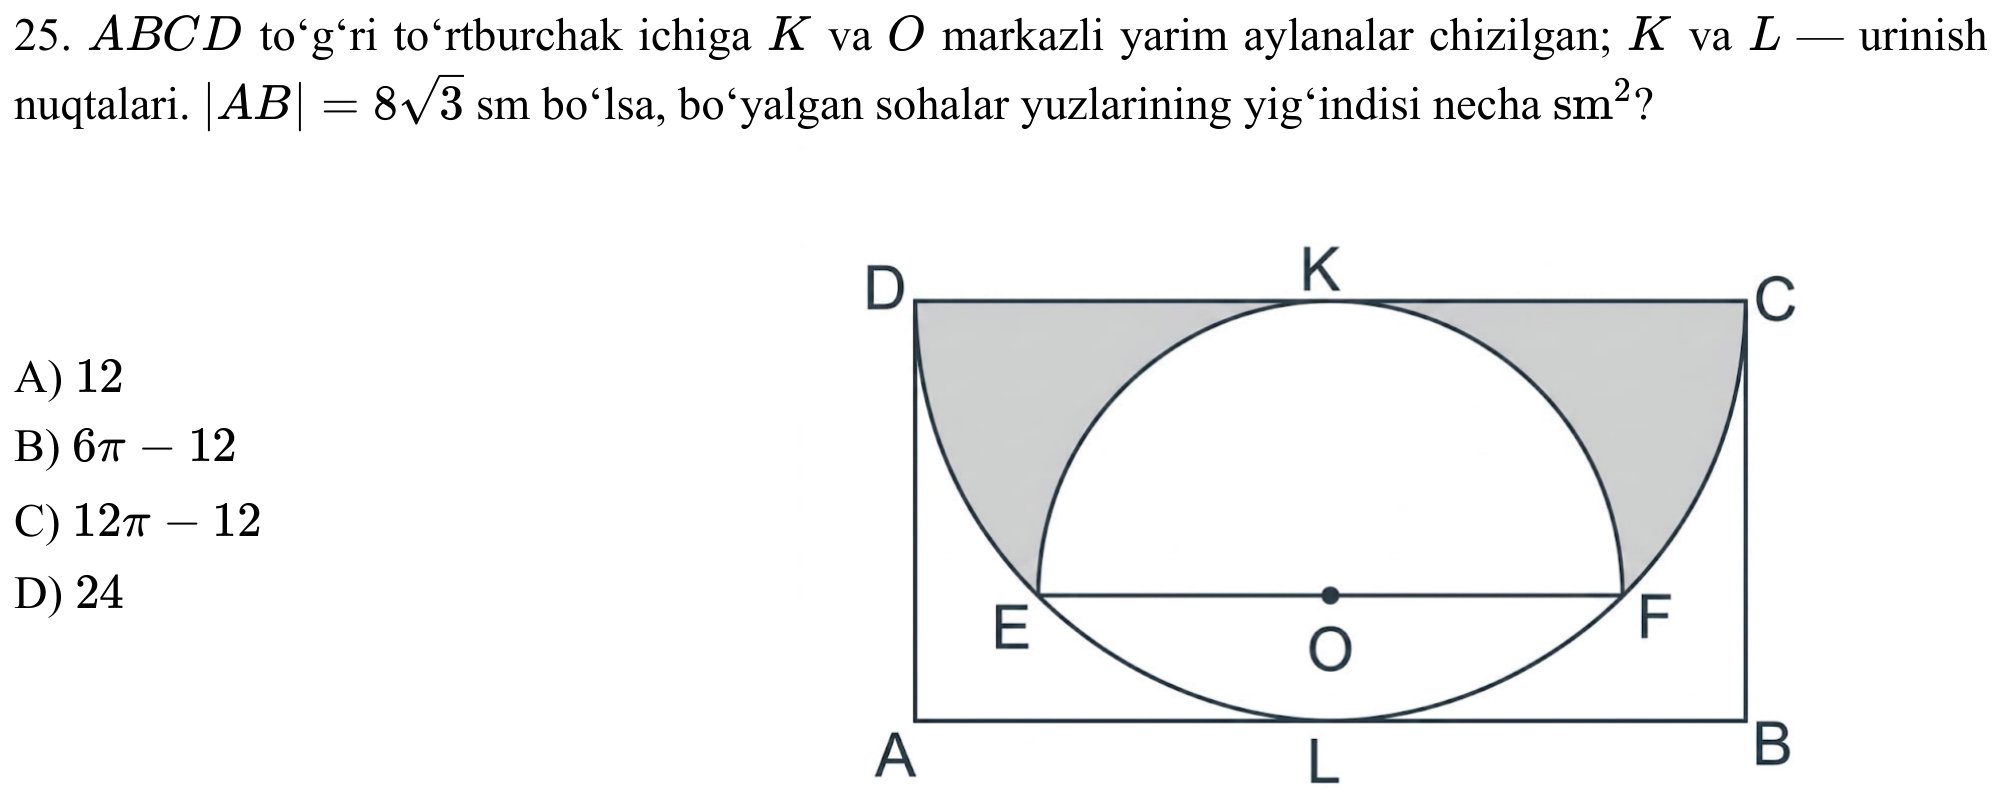 25. ABCD to‘g‘ri to‘rtburchak ichiga K va O markazli yarim aylanalar chizilgan; K va L — urinish
nuqtalari. |AB| = 8√3 sm bo‘lsa, bo‘yalgan sohalar yuzlarining yig‘indisi necha sm²?
D K C
A) 12
B) 6π − 12
C) 12π − 12
D) 24
E O F
A L B